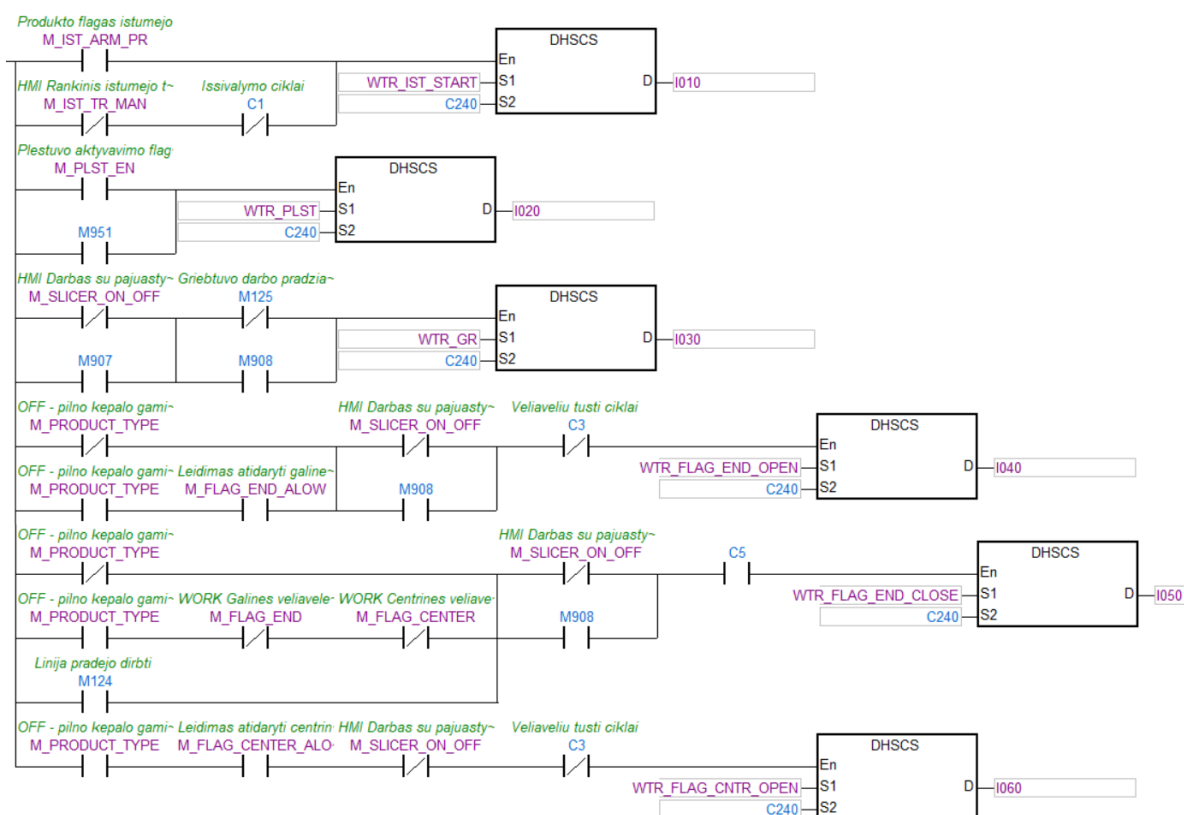 Produkto flagas istumejo
M_IST_ARM_PR
DHSCS
En
WTR_IST_START S1 D I010
C240 S2
HMI Rankinis istumejo t~ Issivalymo ciklai
M_IST_TR_MAN C1
Plestuvo aktyvavimo flag
M_PLST_EN
DHSCS
En
WTR_PLST S1 D I020
C240 S2
M951
HMI Darbas su pajuasty~ Griebtuvo darbo pradzia~
M_SLICER_ON_OFF M125
DHSCS
En
WTR_GR S1 D I030
C240 S2
M907 M908
OFF - pilno kepalo gami~ HMI Darbas su pajuasty~ Veliaveliu tusti ciklai
M_PRODUCT_TYPE M_SLICER_ON_OFF C3
DHSCS
En
WTR_FLAG_END_OPEN S1 D I040
C240 S2
OFF - pilno kepalo gami~ Leidimas atidaryti galine~
M_PRODUCT_TYPE M_FLAG_END_ALOW M908
OFF - pilno kepalo gami~ HMI Darbas su pajuasty~
M_PRODUCT_TYPE M_SLICER_ON_OFF C5
DHSCS
En
WTR_FLAG_END_CLOSE S1 D I050
C240 S2
OFF - pilno kepalo gami~ WORK Galines veliavele~ WORK Centrines veliave~
M_PRODUCT_TYPE M_FLAG_END M_FLAG_CENTER M908
Linija pradejo dirbti
M124
OFF - pilno kepalo gami~ Leidimas atidaryti centrin~ HMI Darbas su pajuasty~ Veliaveliu tusti ciklai
M_PRODUCT_TYPE M_FLAG_CENTER_ALO~ M_SLICER_ON_OFF C3
DHSCS
En
WTR_FLAG_CNTR_OPEN S1 D I060
C240 S2